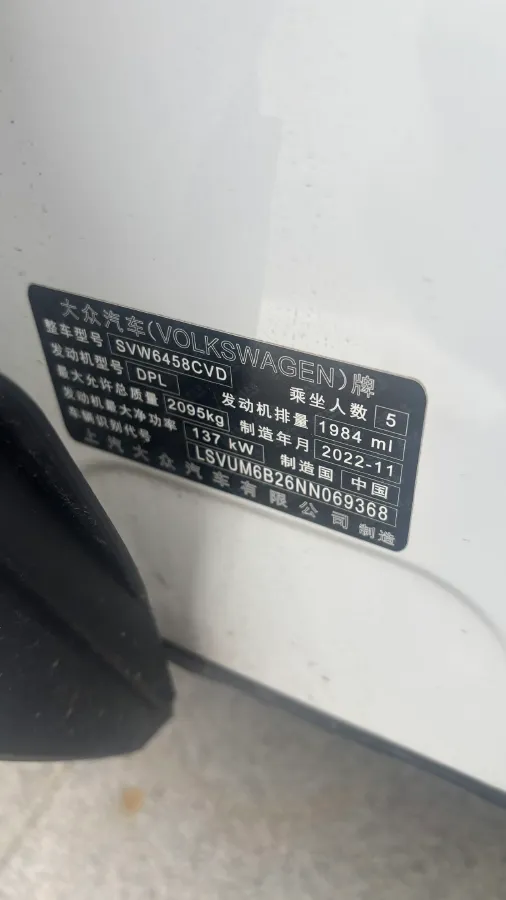 大众汽车(VOLKSWAGEN)牌
整车型号 SVW6458CVD 乘坐人数 5
发动机型号 DPL 发动机排量 1984 ml
最大允许总质量 2095kg 制造年月 2022-11
发动机最大净功率 137 kW 制造国 中国
车辆识别代号 LSVUM6B26NN069368
上汽大众汽车有限公司 制造